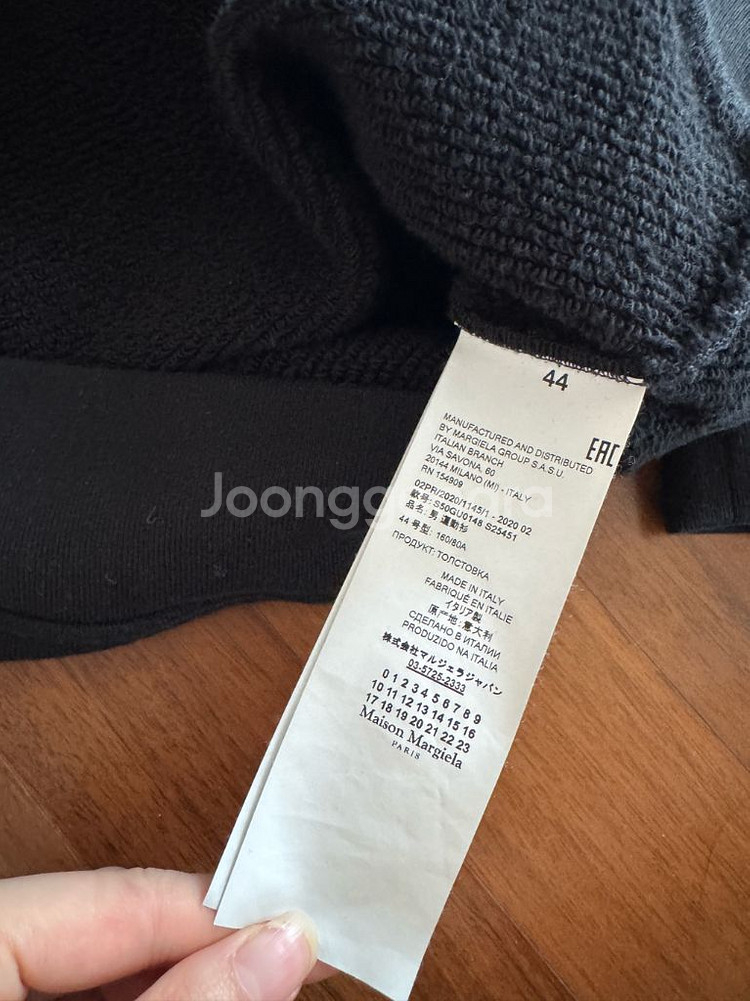 44
MANUFACTURED AND DISTRIBUTED
BY MARGIELA GROUP S.A.S.U.
ITALIAN BRANCH
VIA SAVONA, 60
20144 MILANO (MI) - ITALY
RN 154909
EAC
02PR/2020/1145/1 - 2020 02
款号: S50GU0148 S25451
品名: 男 運動衫
44 号型: 160/80A
ПРОДУКТ: ТОЛСТОВКА
MADE IN ITALY
FABRIQUÉ EN ITALIE
イタリア製
原产地: 意大利
СДЕЛАНО В ИТАЛИИ
PRODUZIDO NA ITALIA
株式会社マルジェラジャパン
03-5725-2333
0 1 2 3 4 5 6 7 8 9
10 11 12 13 14 15 16
17 18 19 20 21 22 23
Maison Margiela
PARIS